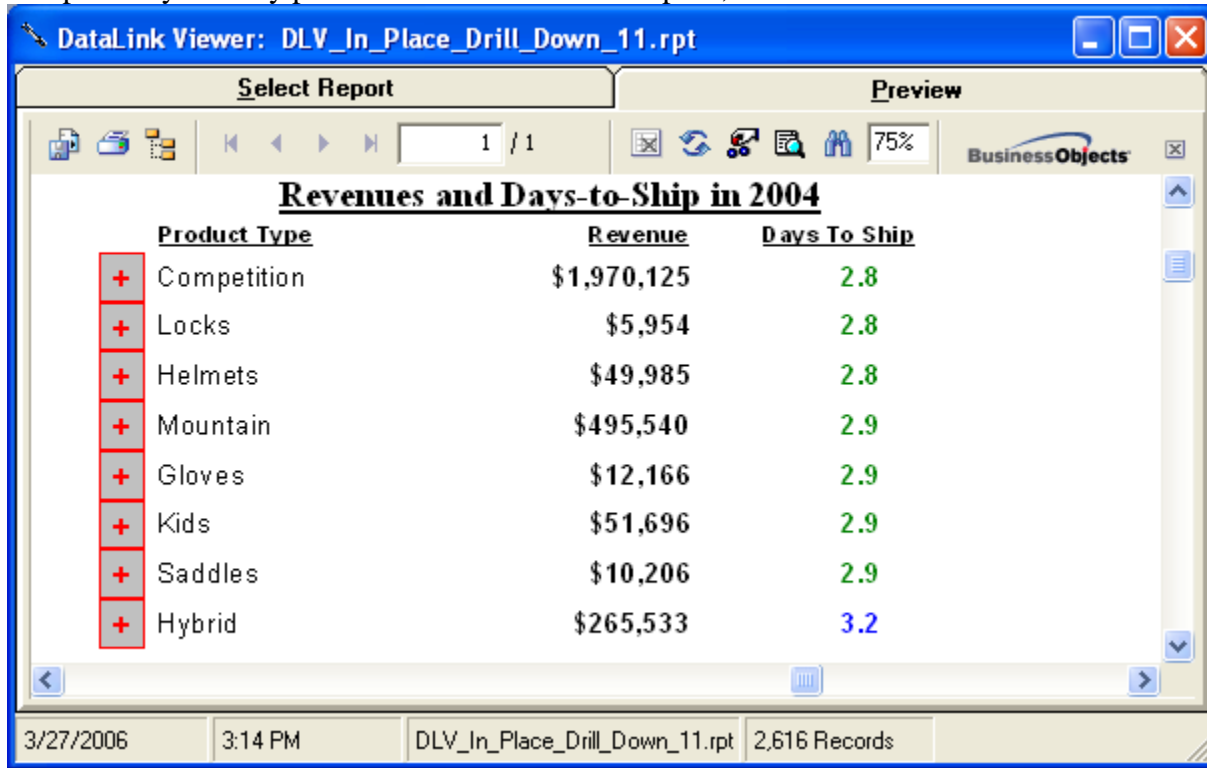 DataLink Viewer: DLV_In_Place_Drill_Down_11.rpt
Select Report Preview
1 / 1 75% BusinessObjects
Revenues and Days-to-Ship in 2004
Product Type Revenue Days To Ship
+ Competition $1,970,125 2.8
+ Locks $5,954 2.8
+ Helmets $49,985 2.8
+ Mountain $495,540 2.9
+ Gloves $12,166 2.9
+ Kids $51,696 2.9
+ Saddles $10,206 2.9
+ Hybrid $265,533 3.2
3/27/2006 3:14 PM DLV_In_Place_Drill_Down_11.rpt 2,616 Records